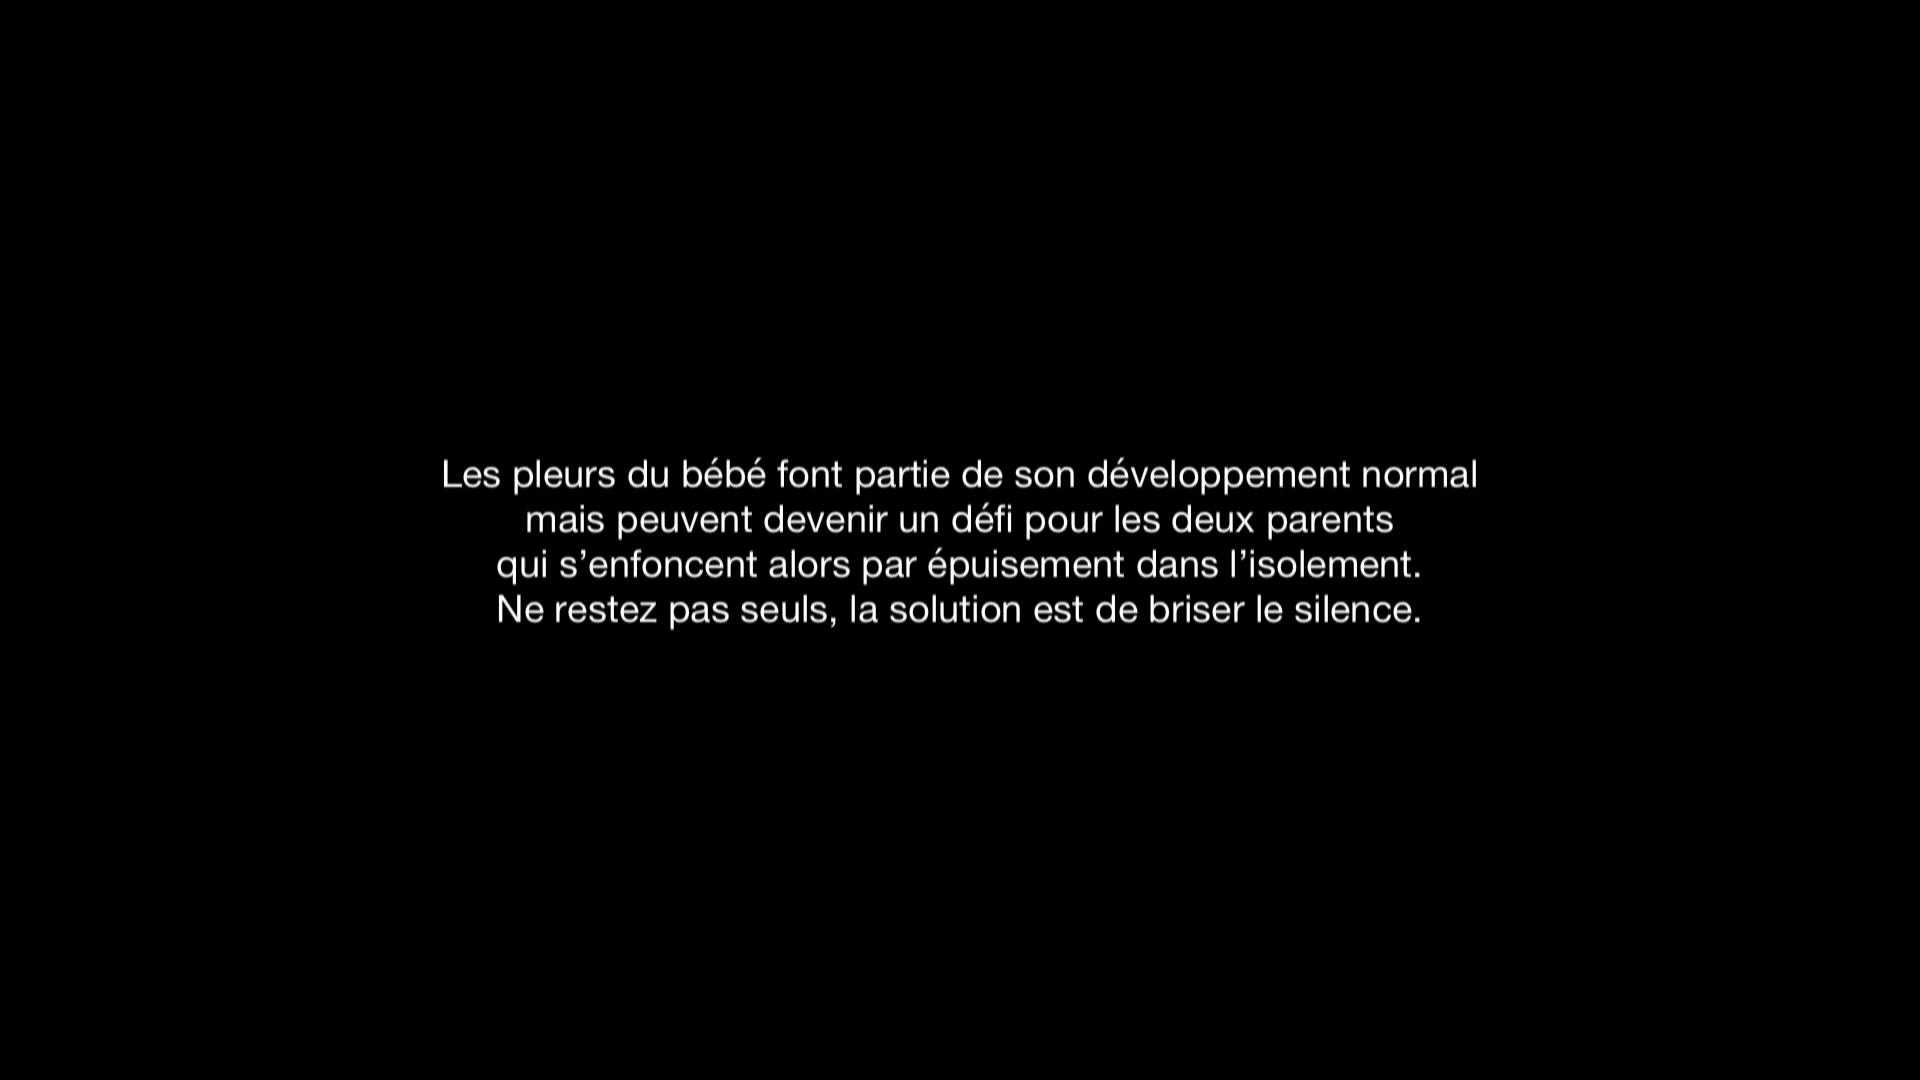 Les pleurs du bébé font partie de son développement normal
mais peuvent devenir un défi pour les deux parents
qui s’enfoncent alors par épuisement dans l’isolement.
Ne restez pas seuls, la solution est de briser le silence.